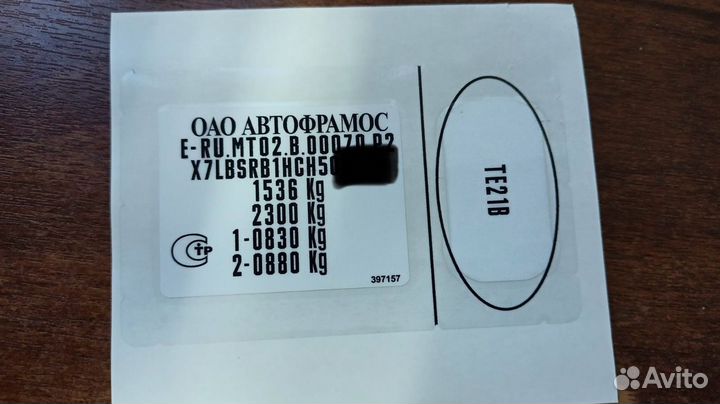 ОАО АВТОФРАМОС
E-RU.MT02.B.00070.P2
X7LBSRB1HCH50
1536 Kg
2300 Kg
1-0830 Kg
2-0880 Kg
397157
TE21B
Avito